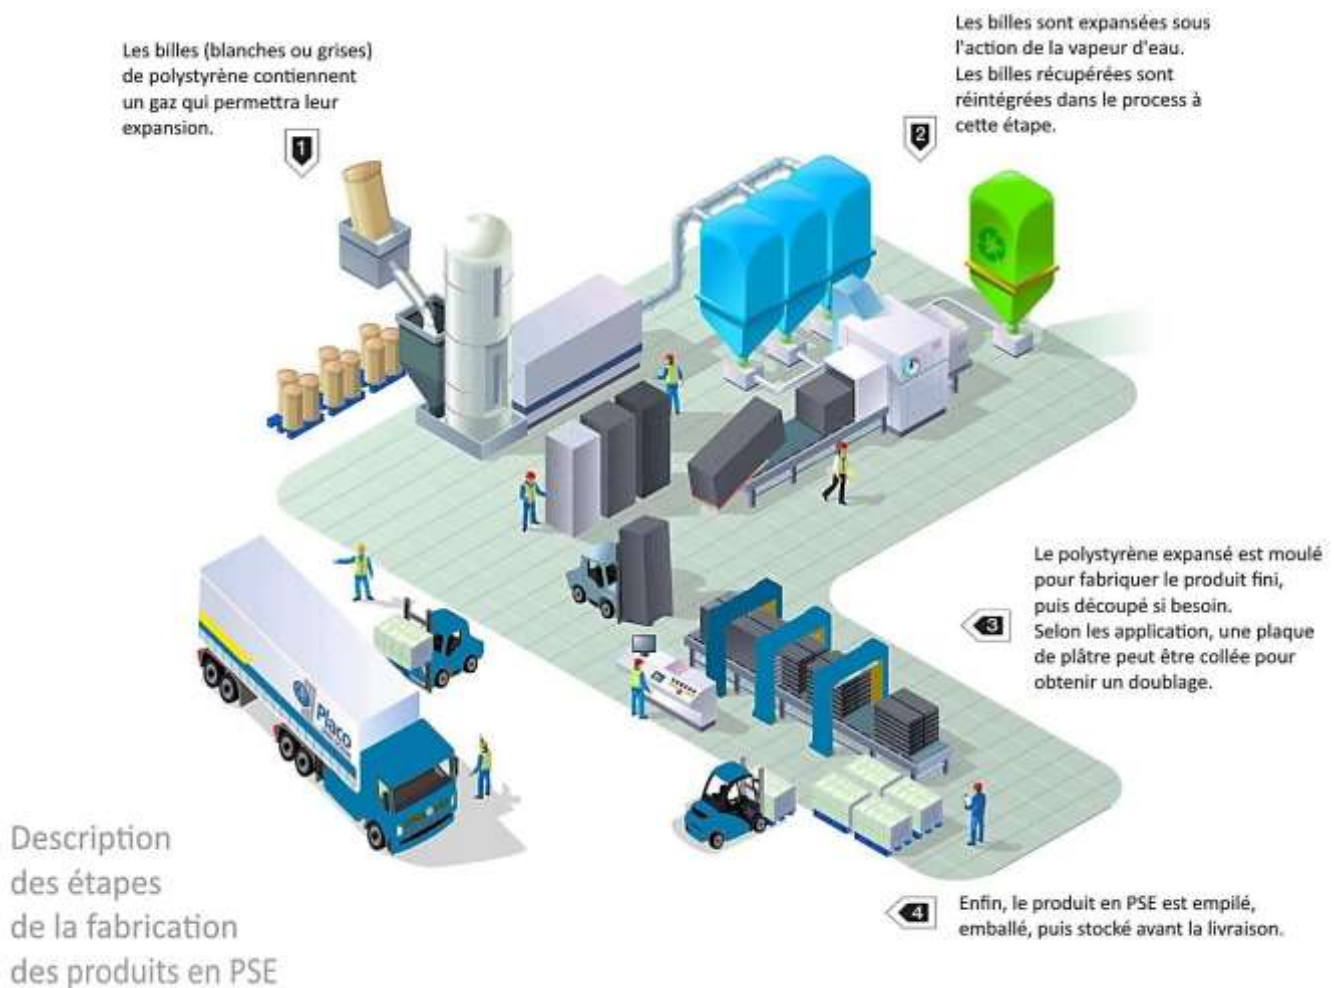 Les billes (blanches ou grises)
de polystyrène contiennent
un gaz qui permettra leur
expansion.
1
Les billes sont expansées sous
l'action de la vapeur d'eau.
Les billes récupérées sont
réintégrées dans le process à
cette étape.
2
Le polystyrène expansé est moulé
pour fabriquer le produit fini,
puis découpé si besoin.
Selon les application, une plaque
de plâtre peut être collée pour
obtenir un doublage.
3
Placo
Enfin, le produit en PSE est empilé,
emballé, puis stocké avant la livraison.
4
Description
des étapes
de la fabrication
des produits en PSE